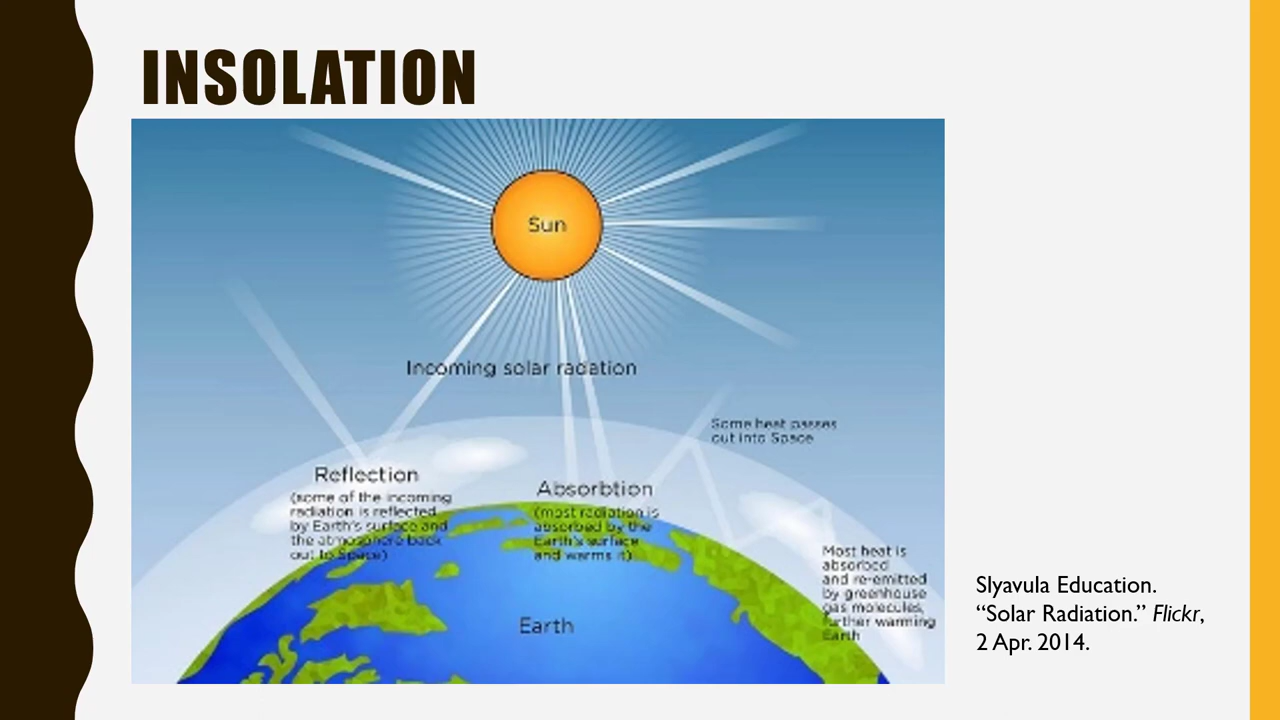 INSOLATION
Sun
Incoming solar radation
Some heat passes
out into Space
Reflection
(some of the incoming
radiation is reflected
by Earth's surface and
the atmosphere back
out to Space)
Absorbtion
(most radiation is
absorbed by the
Earth's surface
and warms it)
Most heat is
absorbed
and re-emitted
by greenhouse
gas molecules,
further warming
Earth
Earth
Slyavula Education.
“Solar Radiation.” Flickr,
2 Apr. 2014.